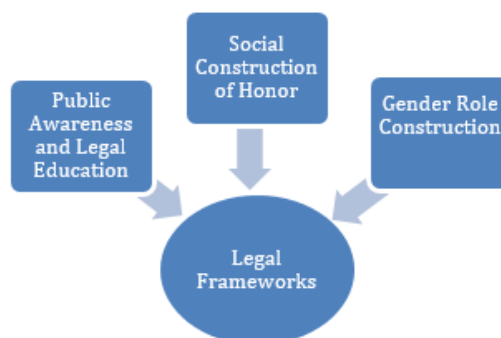 Social
Construction
of Honor
Public
Awareness
and Legal
Education
Gender Role
Construction
Legal
Frameworks